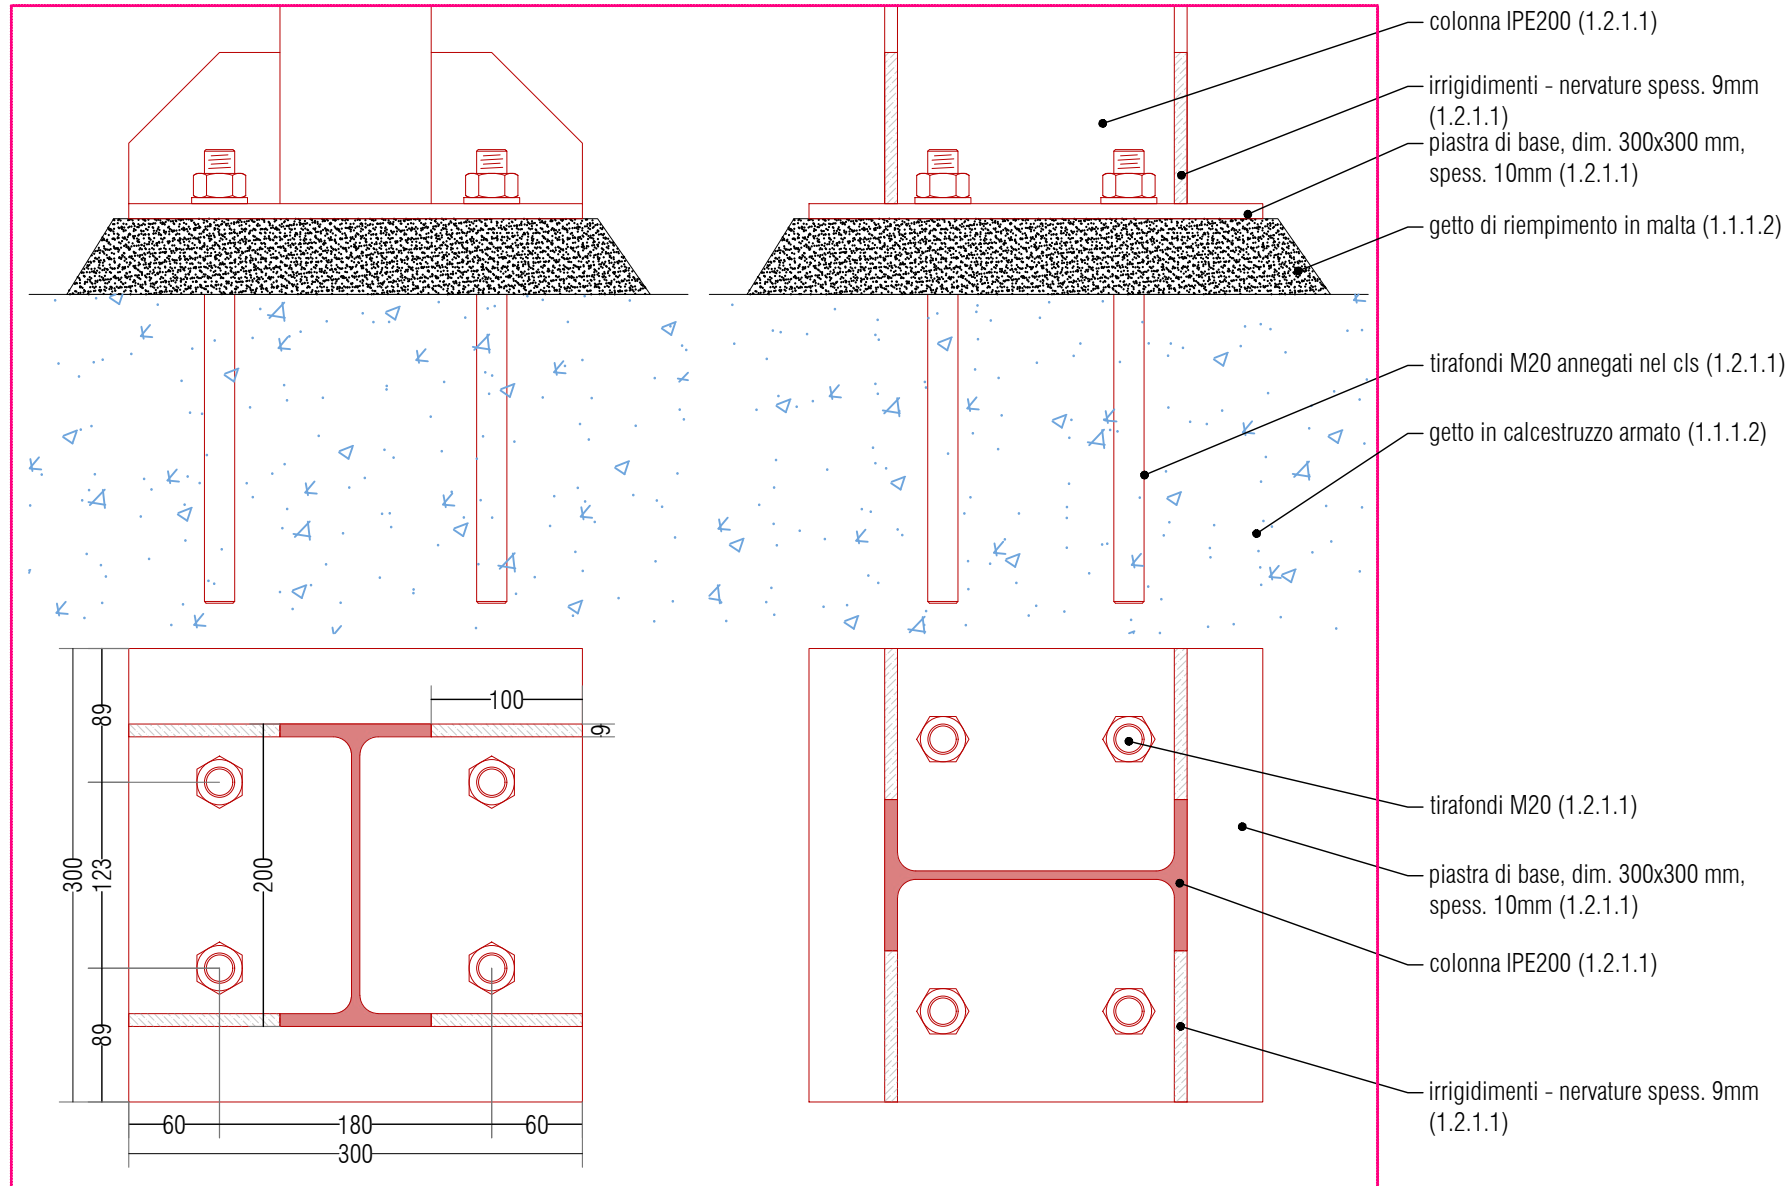 colonna IPE200 (1.2.1.1)
irrigidimenti - nervature spess. 9mm
(1.2.1.1)
piastra di base, dim. 300x300 mm,
spess. 10mm (1.2.1.1)
getto di riempimento in malta (1.1.1.2)
tirafondi M20 annegati nel cls (1.2.1.1)
getto in calcestruzzo armato (1.1.1.2)
100
89
9
300
123
200
89
60
180
60
300
tirafondi M20 (1.2.1.1)
piastra di base, dim. 300x300 mm,
spess. 10mm (1.2.1.1)
colonna IPE200 (1.2.1.1)
irrigidimenti - nervature spess. 9mm
(1.2.1.1)